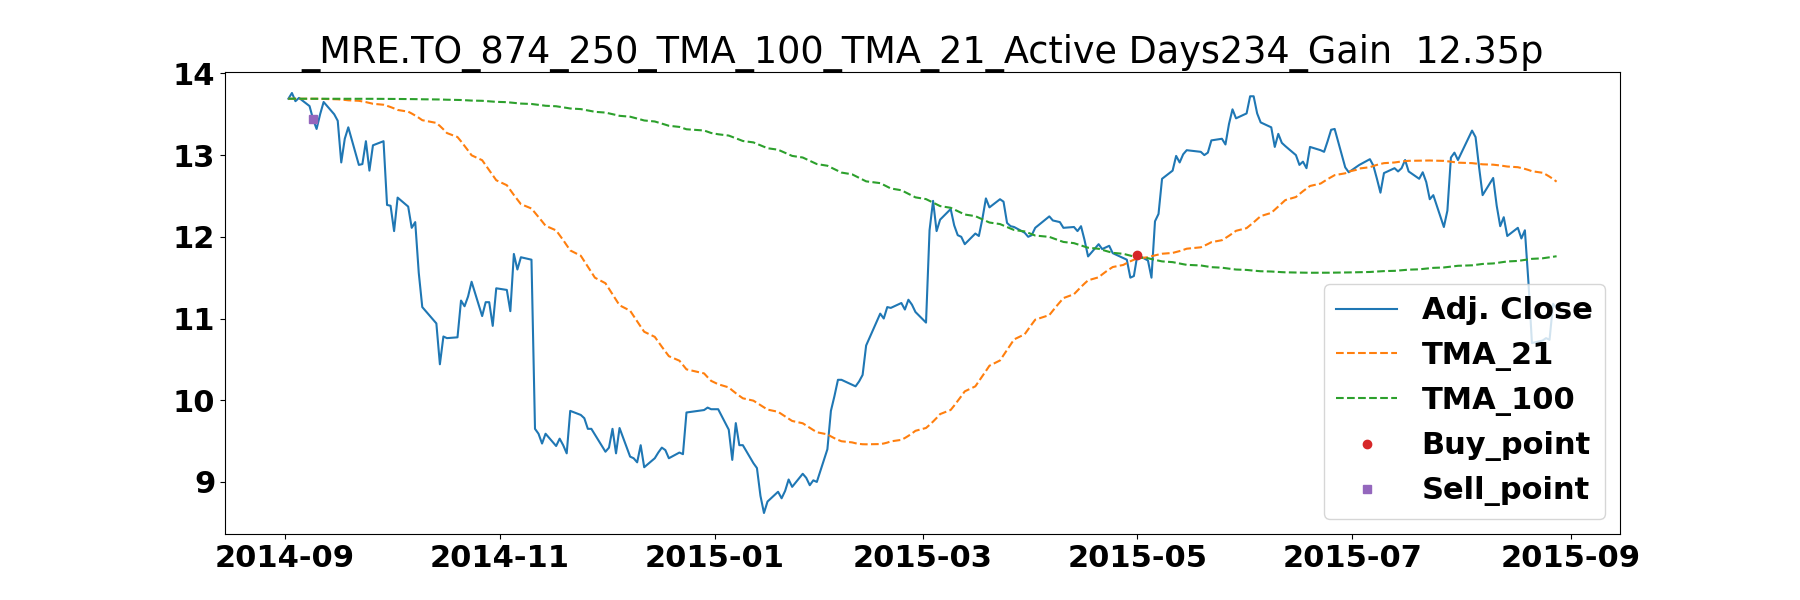 _MRE.TO_874_250_TMA_100_TMA_21_Active Days234_Gain  12.35p
14
13
12
11
10
9
2014-09 2014-11 2015-01 2015-03 2015-05 2015-07 2015-09
Adj. Close
TMA_21
TMA_100
Buy_point
Sell_point